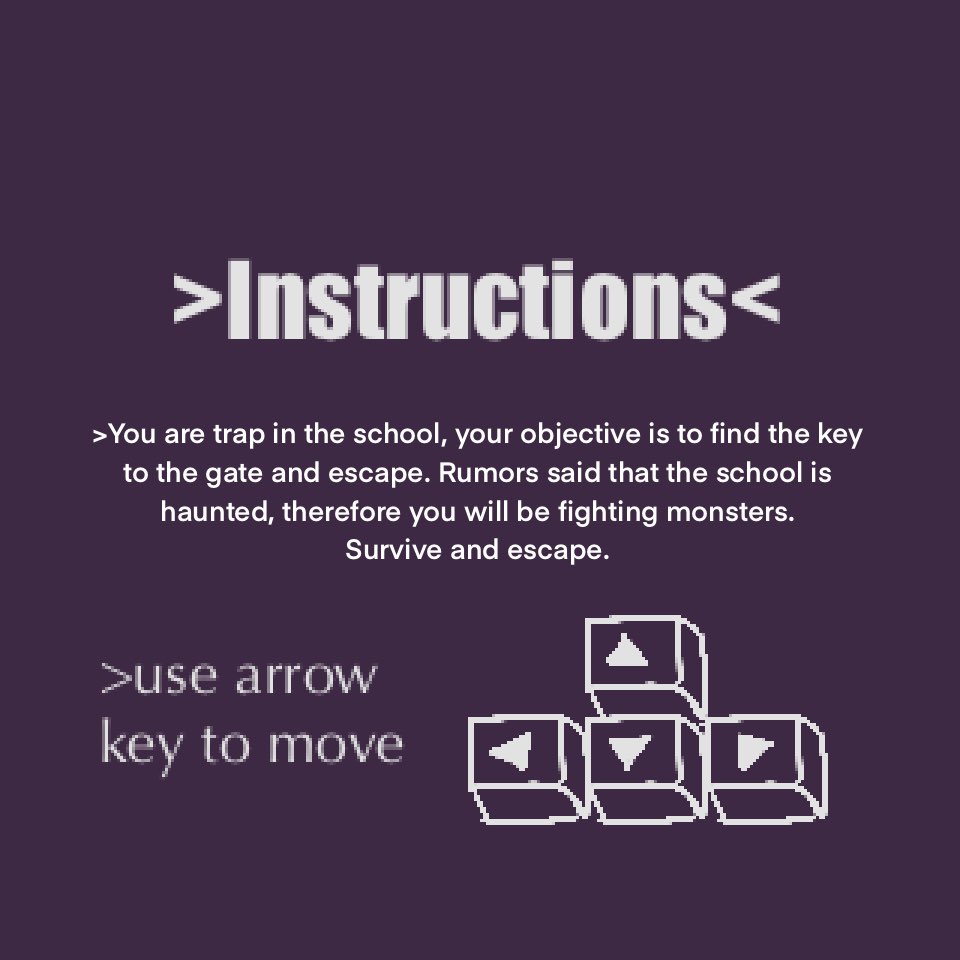 >Instructions<
>You are trap in the school, your objective is to find the key
to the gate and escape. Rumors said that the school is
haunted, therefore you will be fighting monsters.
Survive and escape.
>use arrow
key to move